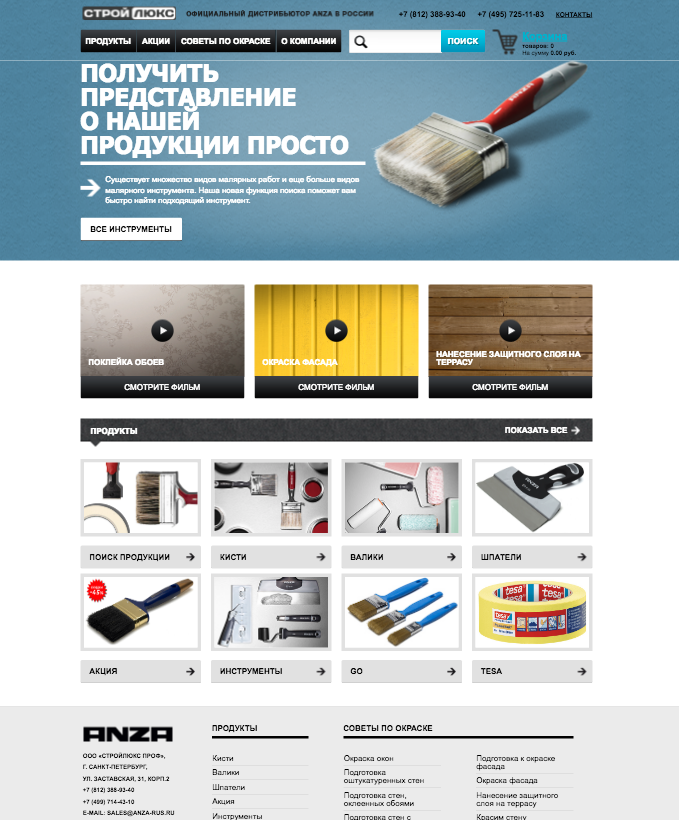 СТРОЙЛЮКС
ОФИЦИАЛЬНЫЙ ДИСТРИБЬЮТОР ANZA В РОССИИ
+7 (812) 388-93-40 +7 (495) 725-11-83 КОНТАКТЫ
ПРОДУКТЫ АКЦИИ СОВЕТЫ ПО ОКРАСКЕ О КОМПАНИИ ПОИСК
Корзина
товаров: 0
На сумму 0.00 руб.
ПОЛУЧИТЬ
ПРЕДСТАВЛЕНИЕ
О НАШЕЙ
ПРОДУКЦИИ ПРОСТО
Существует множество видов малярных работ и еще больше видов
малярного инструмента. Наша новая функция поиска поможет вам
быстро найти подходящий инструмент.
ВСЕ ИНСТРУМЕНТЫ
ПОКЛЕЙКА ОБОЕВ
СМОТРИТЕ ФИЛЬМ
ОКРАСКА ФАСАДА
СМОТРИТЕ ФИЛЬМ
НАНЕСЕНИЕ ЗАЩИТНОГО СЛОЯ НА
ТЕРРАСУ
СМОТРИТЕ ФИЛЬМ
ПРОДУКТЫ ПОКАЗАТЬ ВСЕ
ANZA
ПОИСК ПРОДУКЦИИ КИСТИ ВАЛИКИ ШПАТЕЛИ
-45%
tesa tesa
tesa
АКЦИЯ ИНСТРУМЕНТЫ GO TESA
ANZA
ООО «СТРОЙЛЮКС ПРОФ»,
Г. САНКТ-ПЕТЕРБУРГ,
УЛ. ЗАСТАВСКАЯ, 31, КОРП.2
+7 (812) 388-93-40
+7 (499) 714-43-10
E-MAIL: SALES@ANZA-RUS.RU
ПРОДУКТЫ
Кисти
Валики
Шпатели
Акция
Инструменты
СОВЕТЫ ПО ОКРАСКЕ
Окраска окон
Подготовка
оштукатуренных стен
Подготовка стен,
оклеенных обоями
Подготовка стен с
Подготовка к окраске
фасада
Окраска фасада
Нанесение защитного
слоя на террасу
Красим стену